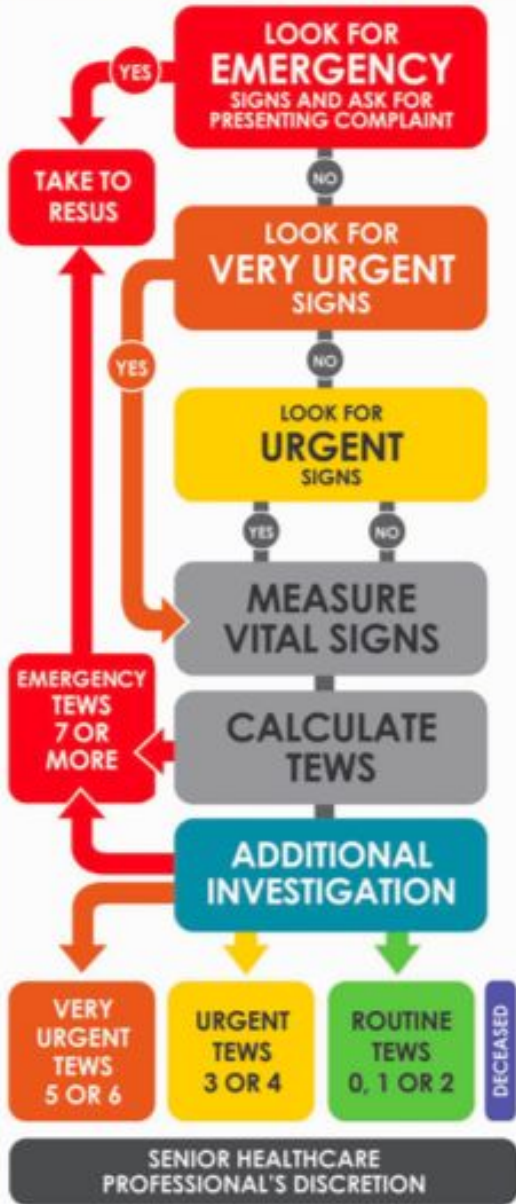 LOOK FOR
EMERGENCY
SIGNS AND ASK FOR
PRESENTING COMPLAINT
YES
TAKE TO
RESUS
NO
LOOK FOR
VERY URGENT
SIGNS
YES
NO
LOOK FOR
URGENT
SIGNS
YES
NO
MEASURE
VITAL SIGNS
EMERGENCY
TEWS
7 OR
MORE
CALCULATE
TEWS
ADDITIONAL
INVESTIGATION
VERY
URGENT
TEWS
5 OR 6
URGENT
TEWS
3 OR 4
ROUTINE
TEWS
0, 1 OR 2
DECEASED
SENIOR HEALTHCARE
PROFESSIONAL'S DISCRETION